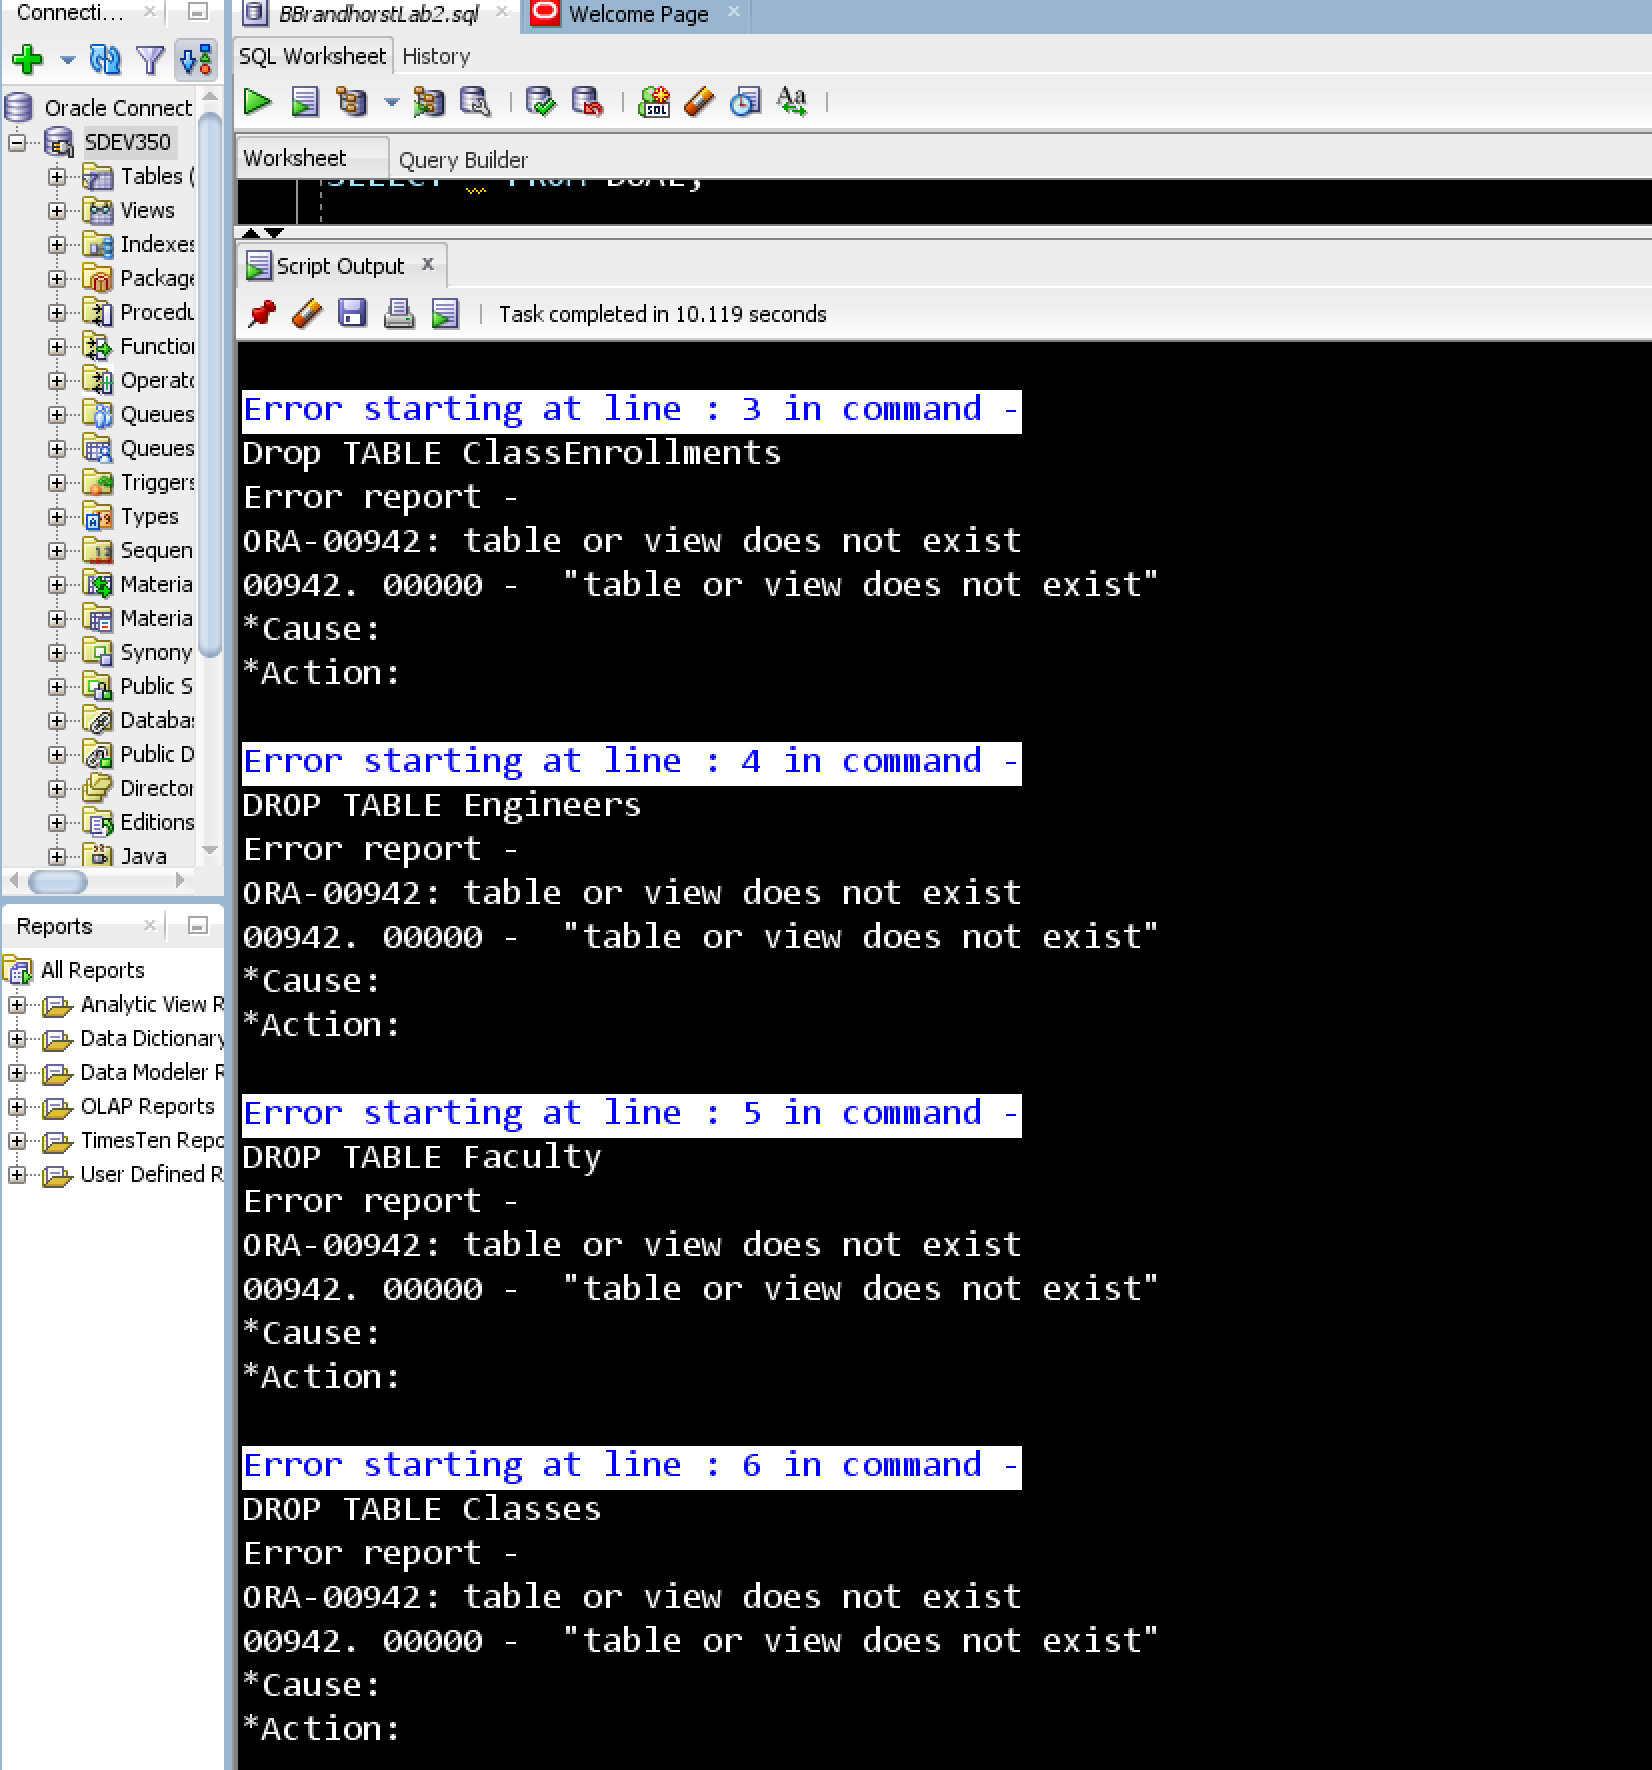 Connecti...
BBrandhorstLab2.sql
Welcome Page
SQL Worksheet History
Oracle Connect
SDEV350
Tables (
Views
Indexes
Package
Procedu
Function
Operato
Queues
Queues
Triggers
Types
Sequen
Materia
Materia
Synony
Public S
Databa
Public D
Director
Editions
Java
Reports
All Reports
Analytic View R
Data Dictionary
Data Modeler R
OLAP Reports
TimesTen Repo
User Defined R
Worksheet Query Builder
SELECT * FROM DUAL;
Script Output
Task completed in 10.119 seconds
Error starting at line : 3 in command -
Drop TABLE ClassEnrollments
Error report -
ORA-00942: table or view does not exist
00942. 00000 -  "table or view does not exist"
*Cause:
*Action:
Error starting at line : 4 in command -
DROP TABLE Engineers
Error report -
ORA-00942: table or view does not exist
00942. 00000 -  "table or view does not exist"
*Cause:
*Action:
Error starting at line : 5 in command -
DROP TABLE Faculty
Error report -
ORA-00942: table or view does not exist
00942. 00000 -  "table or view does not exist"
*Cause:
*Action:
Error starting at line : 6 in command -
DROP TABLE Classes
Error report -
ORA-00942: table or view does not exist
00942. 00000 -  "table or view does not exist"
*Cause:
*Action: